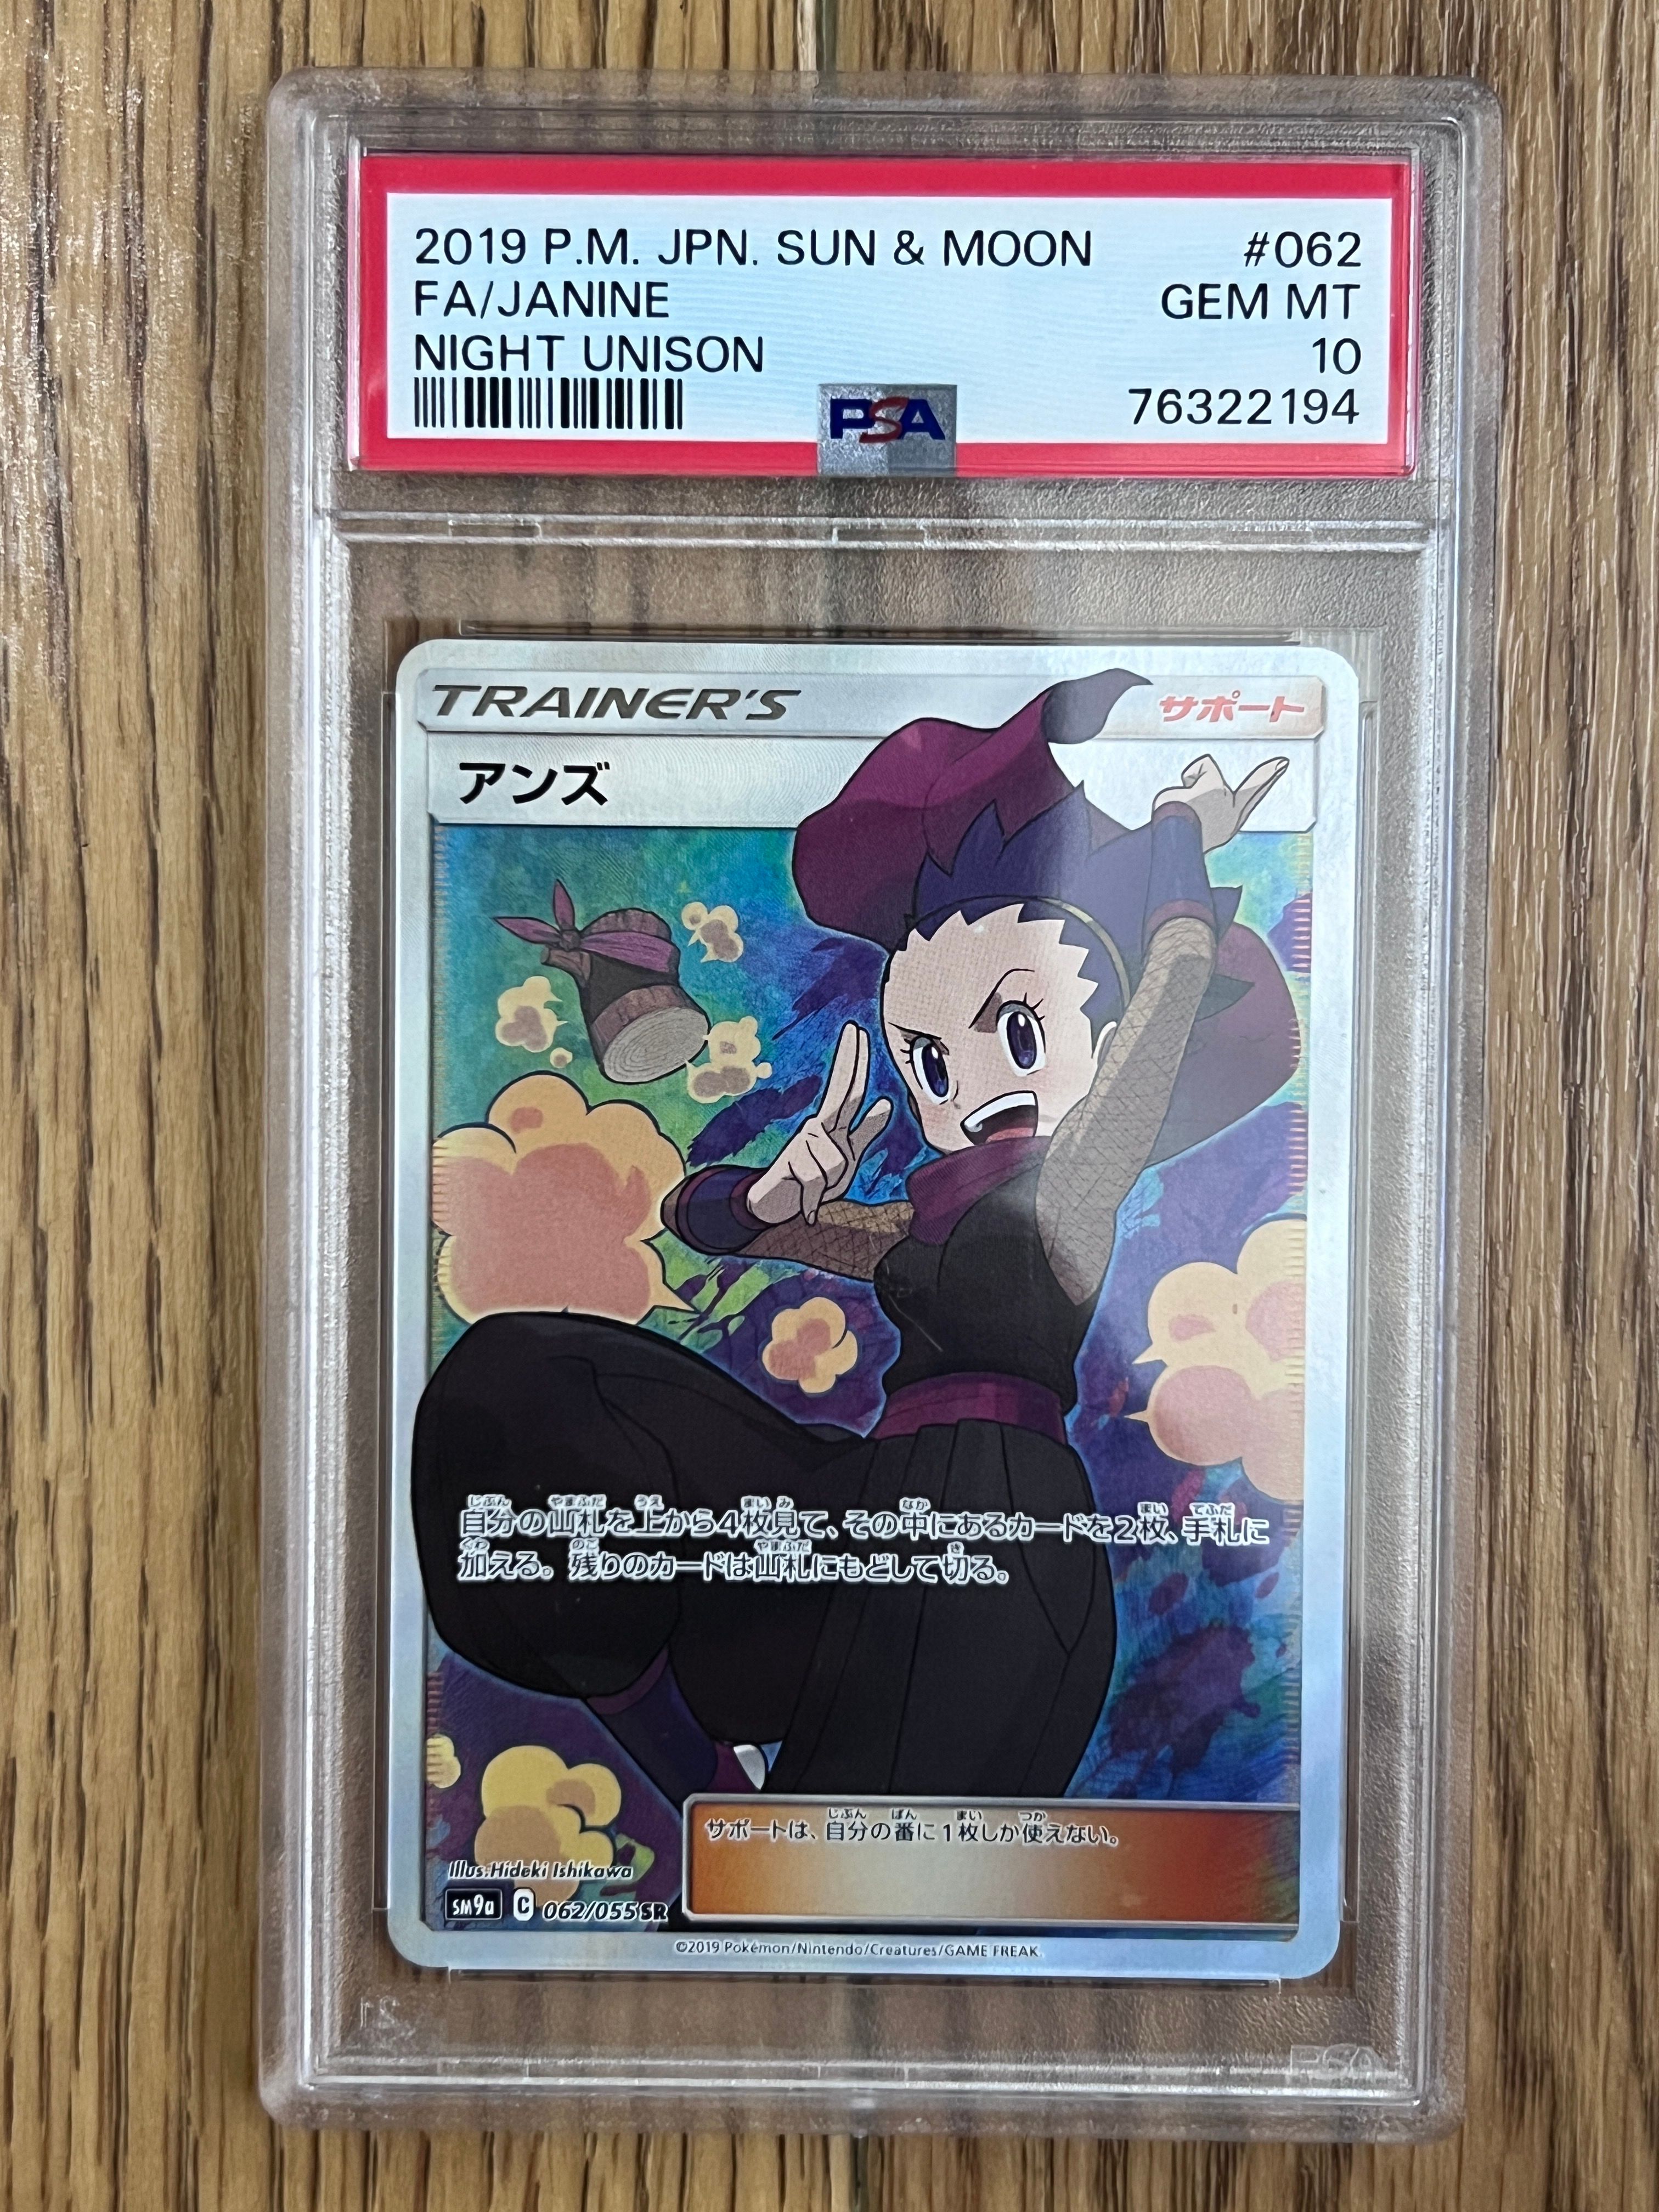 2019 P.M. JPN. SUN & MOON #062
FA/JANINE GEM MT
NIGHT UNISON 10
PSA 76322194
TRAINER'S サポート
アンズ
自分の山札を上から4枚見て、その中にあるカードを2枚、手札に
加える。残りのカードは山札にもどして切る。
サポートは、自分の番に1枚しか使えない。
Illus.Hideki Ishikawa
SM9a C 062/055 SR
©2019 Pokémon/Nintendo/Creatures/GAME FREAK.